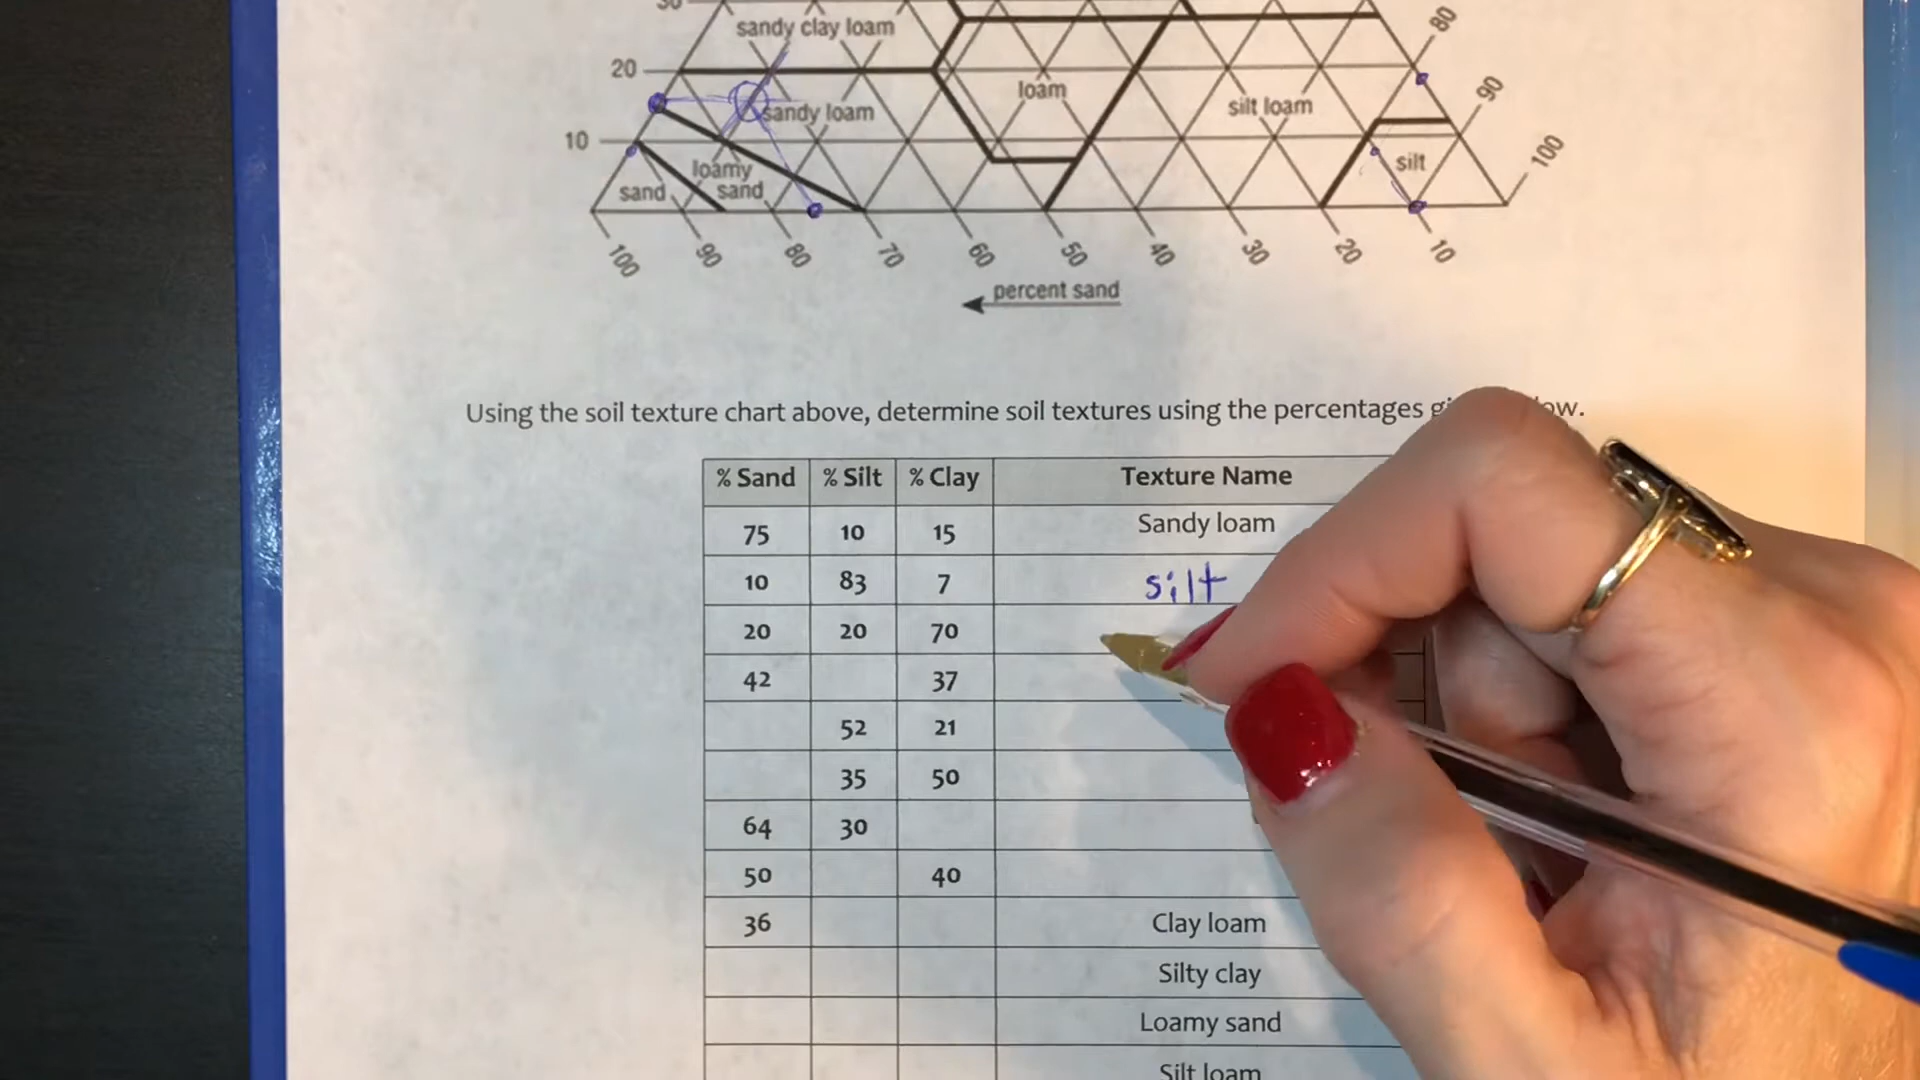 30
80
sandy clay loam
20
loam
silt loam
90
sandy loam
10
loamy
sand
sand
silt
100
100
90
80
70
60
50
40
30
20
10
percent sand
Using the soil texture chart above, determine soil textures using the percentages
% Sand % Silt % Clay Texture Name
75 10 15 Sandy loam
10 83 7 silt
20 20 70
42 37
52 21
35 50
64 30
50 40
36 Clay loam
Silty clay
Loamy sand
Silt loam